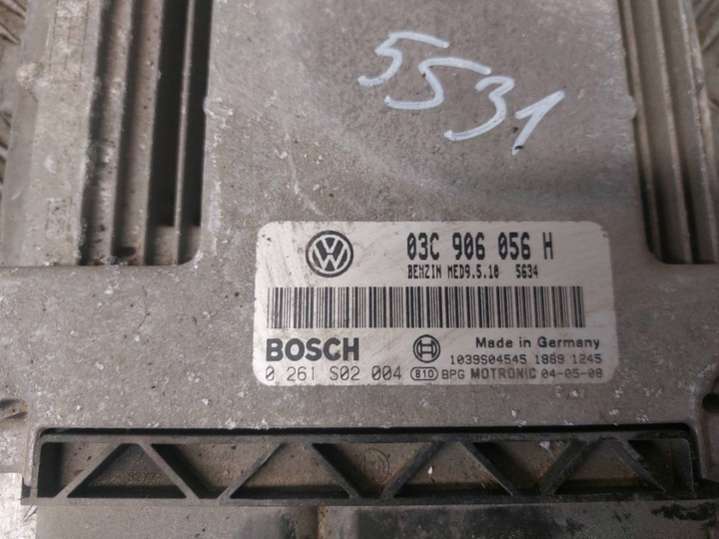 5531
03C 906 056 H
BENZIN MED9.5.10 5634
BOSCH
Made in Germany
1039S04545 1869 1245
0 261 S02 004 810 BPG MOTRONIC 04-05-08